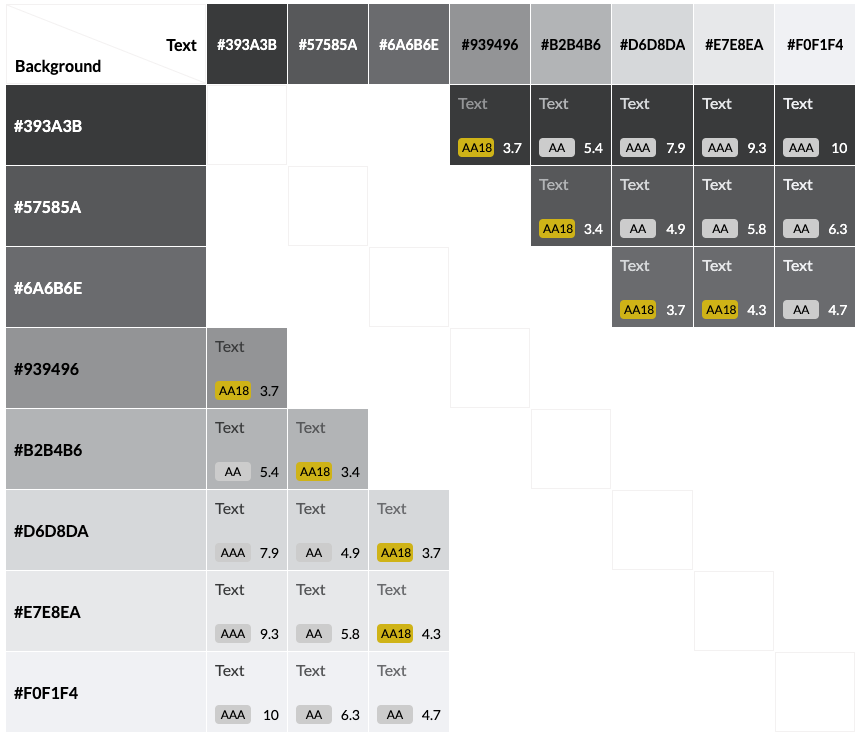 Text
Background
#393A3B #57585A #6A6B6E #939496 #B2B4B6 #D6D8DA #E7E8EA #F0F1F4
#393A3B
Text Text Text Text Text
AA18 3.7 AA 5.4 AAA 7.9 AAA 9.3 AAA 10
#57585A
Text Text Text Text
AA18 3.4 AA 4.9 AA 5.8 AA 6.3
#6A6B6E
Text Text Text
AA18 3.7 AA18 4.3 AA 4.7
#939496
Text
AA18 3.7
#B2B4B6
Text Text
AA 5.4 AA18 3.4
#D6D8DA
Text Text Text
AAA 7.9 AA 4.9 AA18 3.7
#E7E8EA
Text Text Text
AAA 9.3 AA 5.8 AA18 4.3
#F0F1F4
Text Text Text
AAA 10 AA 6.3 AA 4.7